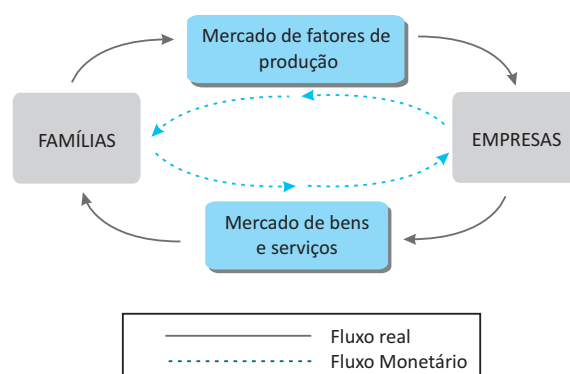 Mercado de fatores de
produção
FAMÍLIAS
EMPRESAS
Mercado de bens
e serviços
Fluxo real
Fluxo Monetário